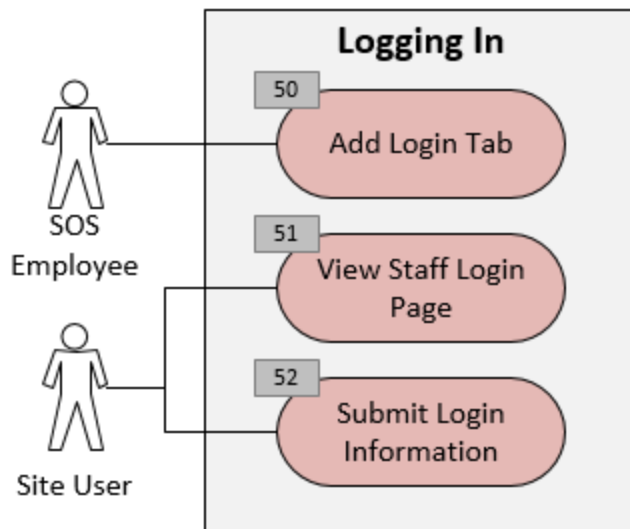 Logging In
50
Add Login Tab
SOS
Employee
51
View Staff Login
Page
52
Submit Login
Information
Site User